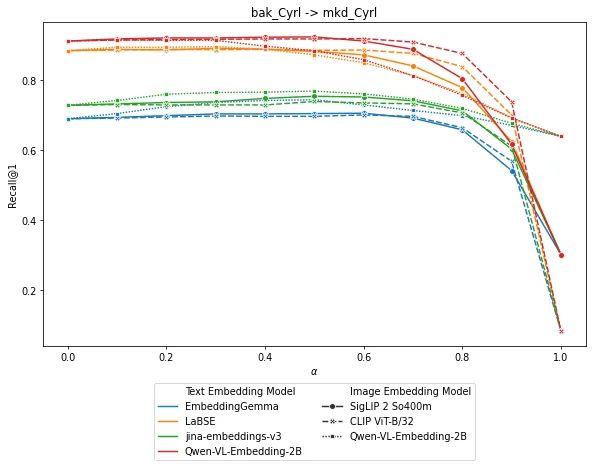 bak_Cyrl -> mkd_Cyrl
Recall@1
0.8
0.6
0.4
0.2
0.0 0.2 0.4 0.6 0.8 1.0
α
Text Embedding Model Image Embedding Model
EmbeddingGemma SigLIP 2 So400m
LaBSE CLIP ViT-B/32
jina-embeddings-v3 Qwen-VL-Embedding-2B
Qwen-VL-Embedding-2B